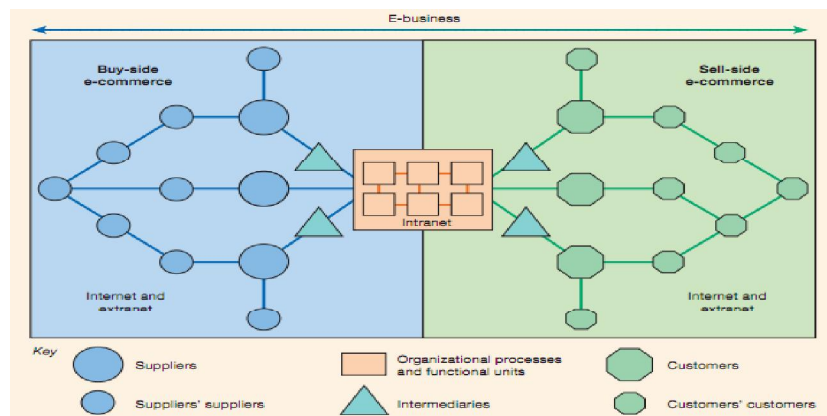 E-business
Buy-side
e-commerce
Sell-side
e-commerce
Intranet
Internet and
extranet
Internet and
extranet
Key
Suppliers
Organizational processes
and functional units
Customers
Suppliers' suppliers
Intermediaries
Customers' customers